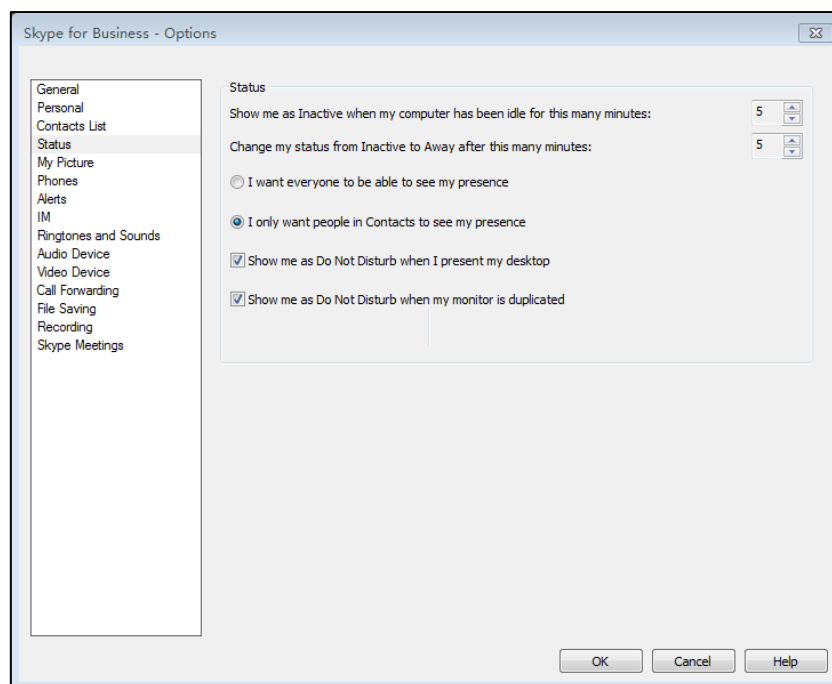 Skype for Business - Options
General
Personal
Contacts List
Status
My Picture
Phones
Alerts
IM
Ringtones and Sounds
Audio Device
Video Device
Call Forwarding
File Saving
Recording
Skype Meetings
Status
Show me as Inactive when my computer has been idle for this many minutes: 5
Change my status from Inactive to Away after this many minutes: 5
I want everyone to be able to see my presence
I only want people in Contacts to see my presence
Show me as Do Not Disturb when I present my desktop
Show me as Do Not Disturb when my monitor is duplicated
OK Cancel Help